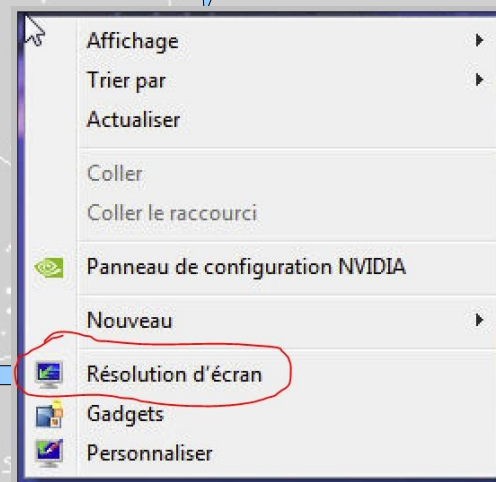 Affichage
Trier par
Actualiser
Coller
Coller le raccourci
Panneau de configuration NVIDIA
Nouveau
Résolution d'écran
Gadgets
Personnaliser